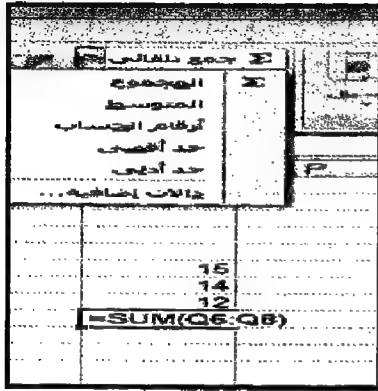 Σ جمع تلقائي
Σ المجموع
المتوسط
أرقام الحساب
حد أقصى
حد أدنى
دالات إضافية...
P
15
14
12
=SUM(Q6:Q8)